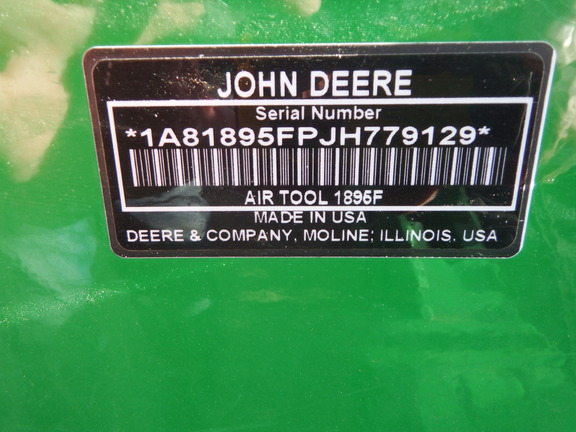 JOHN DEERE
Serial Number
*1A81895FPJH779129*
AIR TOOL 1895F
MADE IN USA
DEERE & COMPANY, MOLINE; ILLINOIS. USA